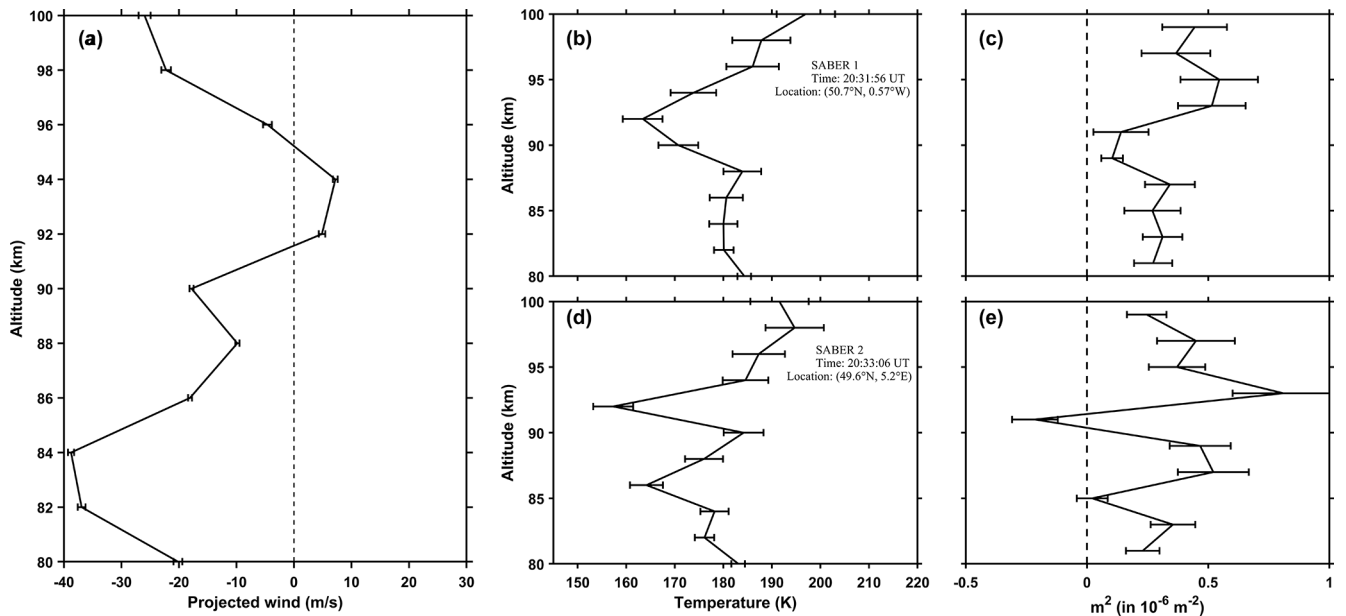 (a)
100
98
96
94
92
90
88
86
84
82
80
Altitude (km)
-40 -30 -20 -10 0 10 20 30
Projected wind (m/s)
(b)
100
95
90
85
80
Altitude (km)
SABER 1
Time: 20:31:56 UT
Location: (50.7°N, 0.57°W)
(c)
(d)
100
95
90
85
80
Altitude (km)
SABER 2
Time: 20:33:06 UT
Location: (49.6°N, 5.2°E)
150 160 170 180 190 200 210 220
Temperature (K)
(e)
-0.5 0 0.5 1
m² (in 10⁻⁶ m⁻²)